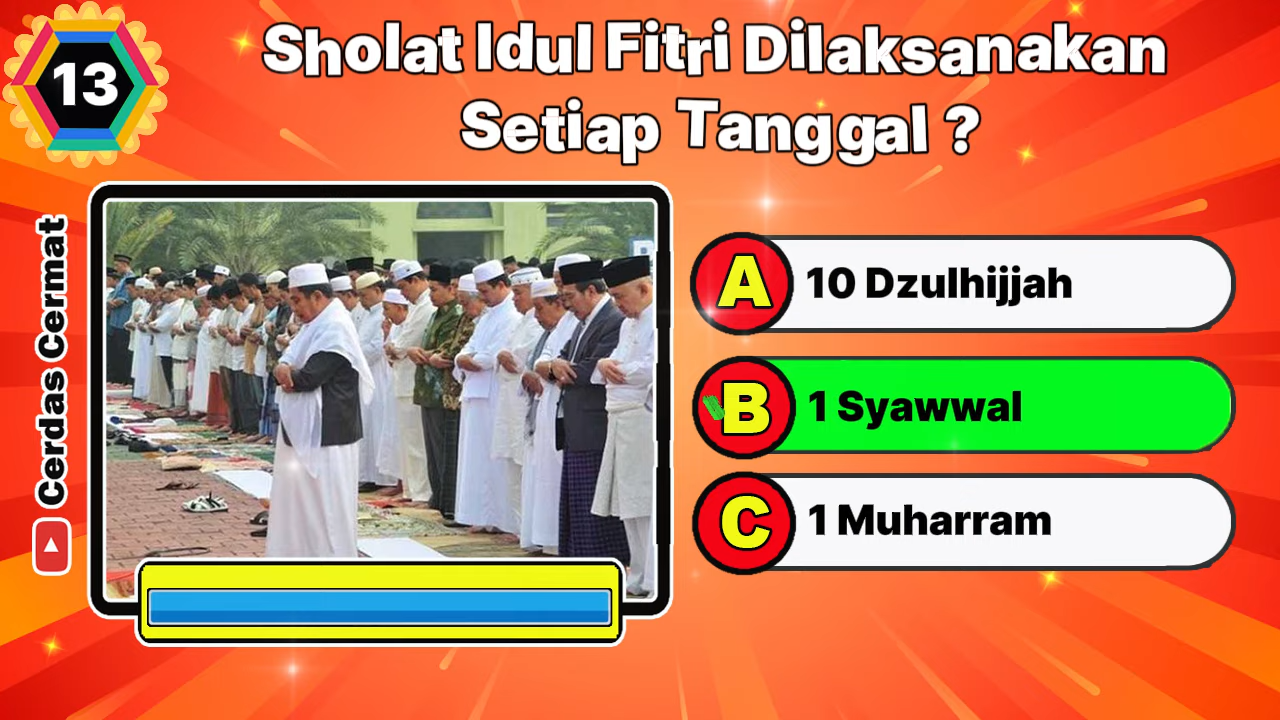 13
Sholat Idul Fitri Dilaksanakan
Setiap Tanggal ?
Cerdas Cermat
A 10 Dzulhijjah
B 1 Syawwal
C 1 Muharram